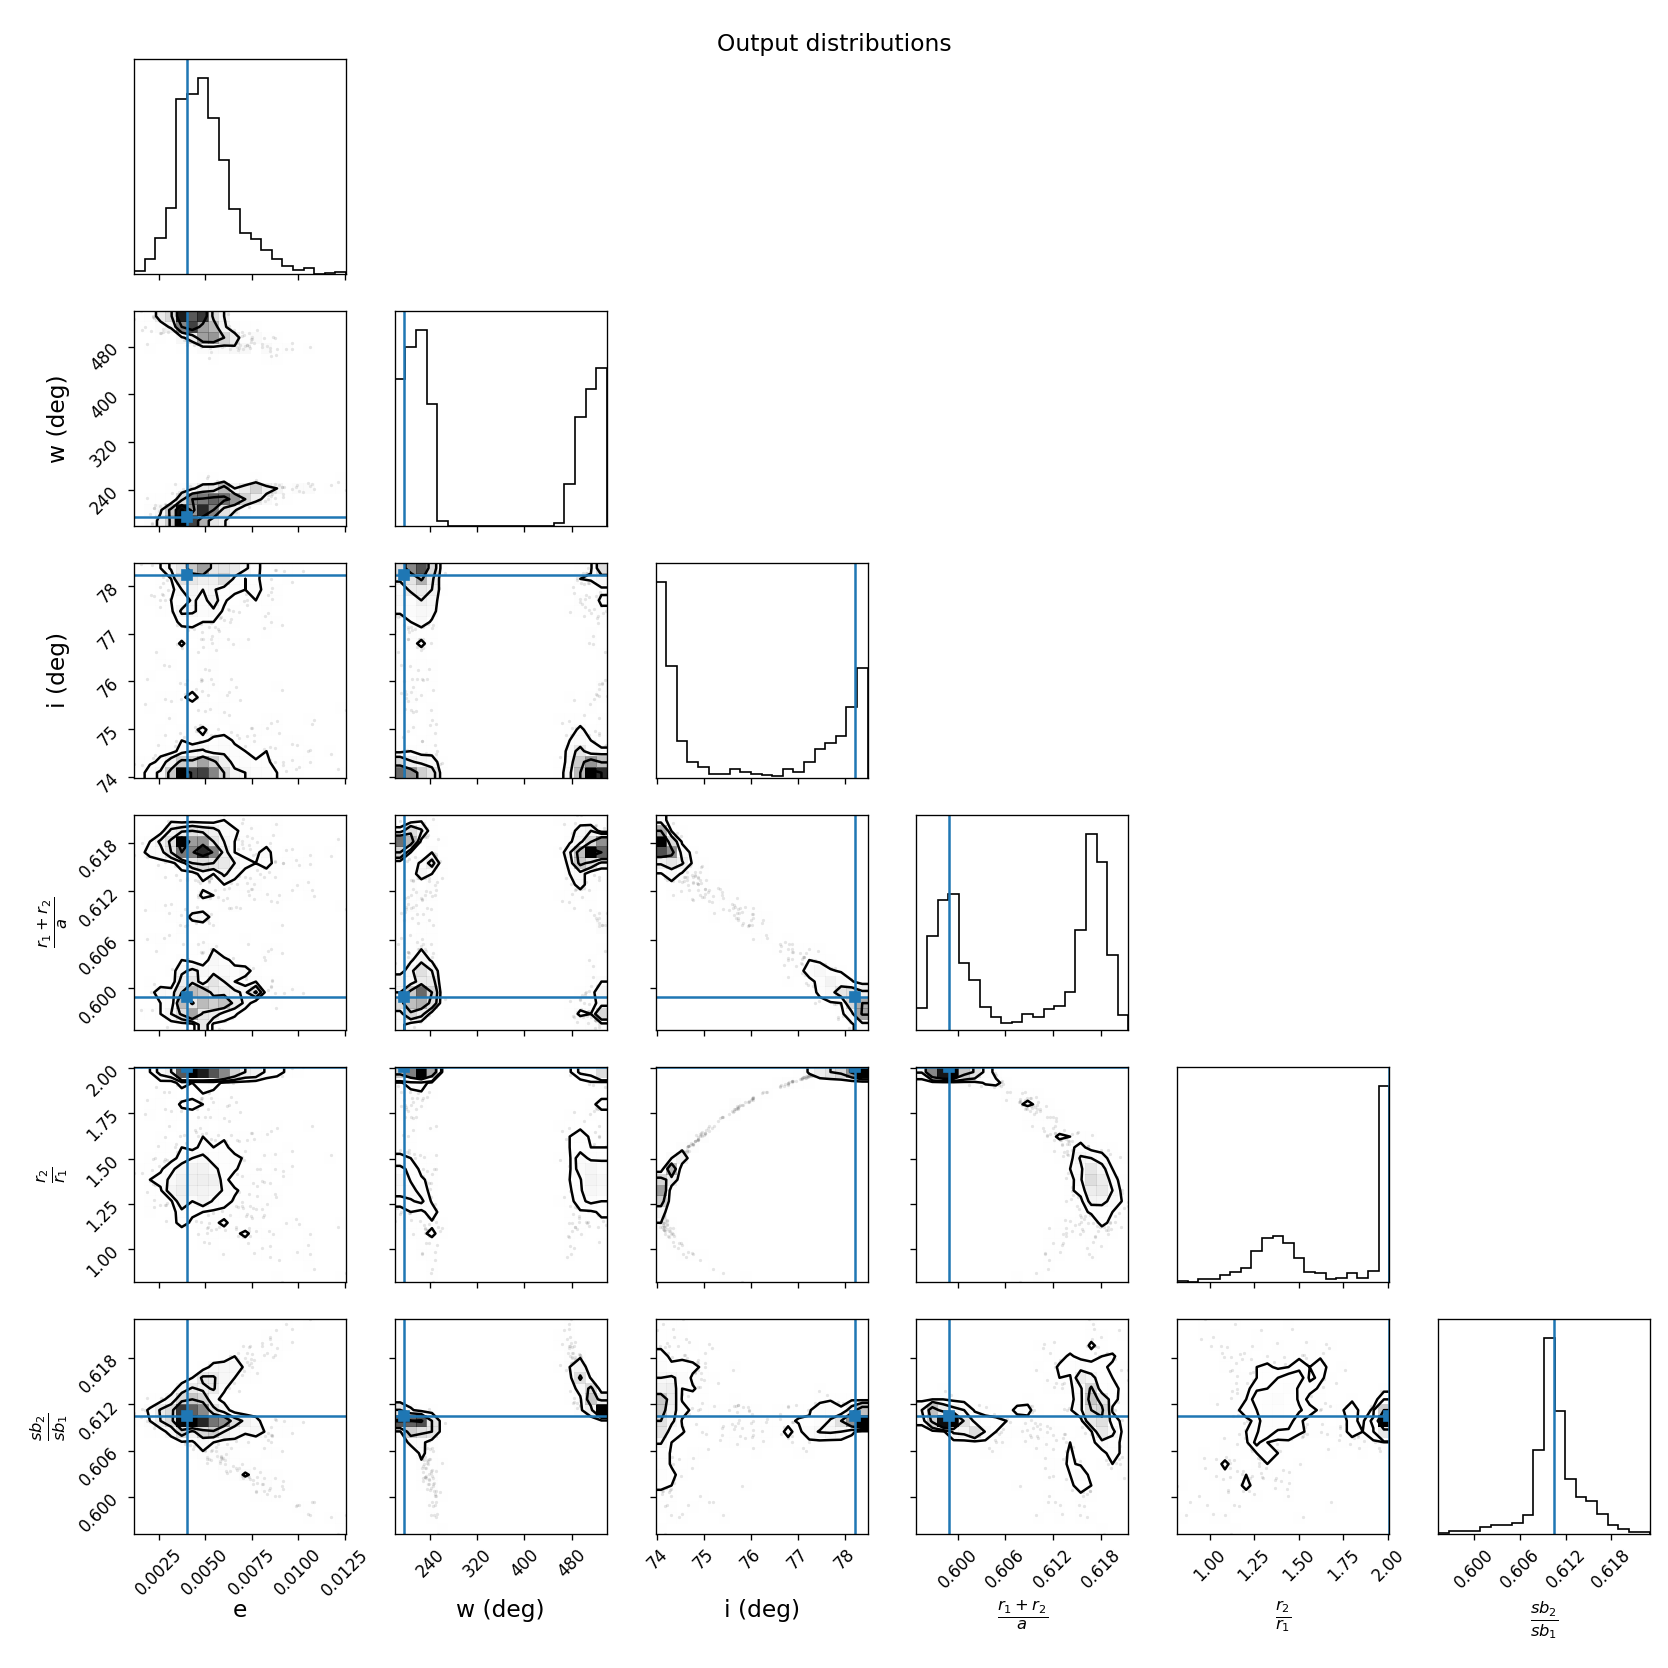 Output distributions
w (deg)
480
400
320
240
i (deg)
78
77
76
75
74
r₁ + r₂
a
0.618
0.612
0.606
0.600
r₂
r₁
2.00
1.75
1.50
1.25
1.00
sb₂
sb₁
0.618
0.612
0.606
0.600
0.0025 0.0050 0.0075 0.0100 0.0125
240 320 400 480
74 75 76 77 78
0.600 0.606 0.612 0.618
1.00 1.25 1.50 1.75 2.00
0.600 0.606 0.612 0.618
e
w (deg)
i (deg)
r₁ + r₂
a
r₂
r₁
sb₂
sb₁